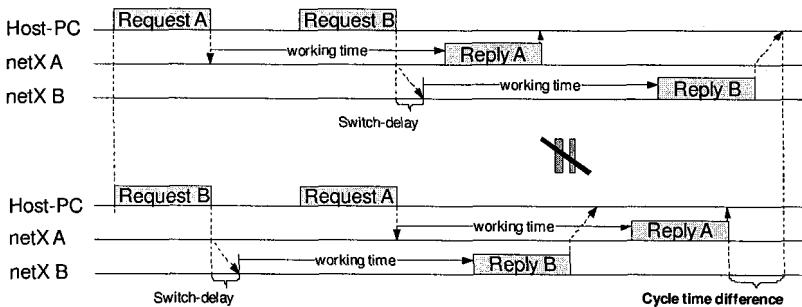 Request A
Request B
Host-PC
working time
Reply A
netX A
working time
Reply B
netX B
Switch-delay
Request B
Request A
Host-PC
working time
Reply A
netX A
working time
Reply B
netX B
Switch-delay
Cycle time difference